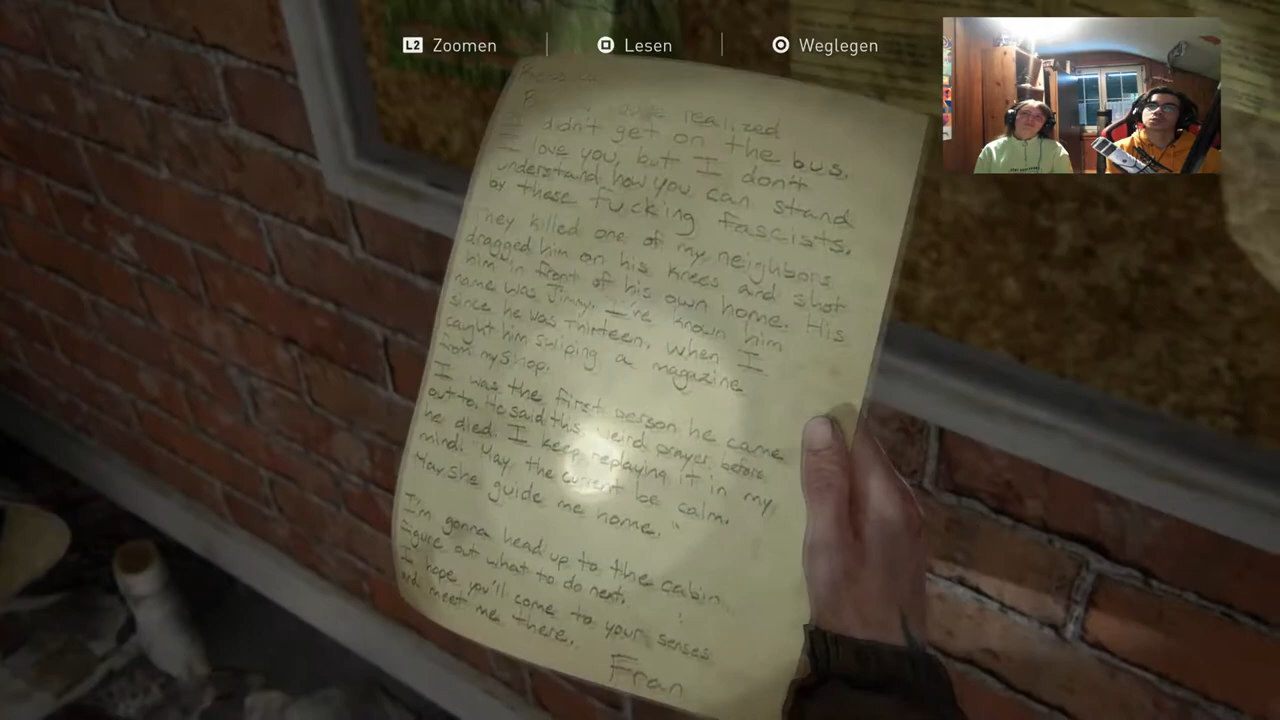 L2 Zoomen
Lesen
Weglegen
realized
I didn't get on the bus.
I love you, but I don't
understand how you can stand
by these fucking fascists.
They killed one of my neighbors
dragged him on his knees and shot
him in front of his own home. His
name was Jimmy. I've known him
since he was thirteen, when I
caught him swiping a magazine
from my shop.
I was the first person he came
out to. He said this weird prayer before
he died. I keep replaying it in my
mind. "May the current be calm.
May she guide me home."
I'm gonna head up to the cabin
figure out what to do next.
I hope you'll come to your senses
and meet me there.
Fran